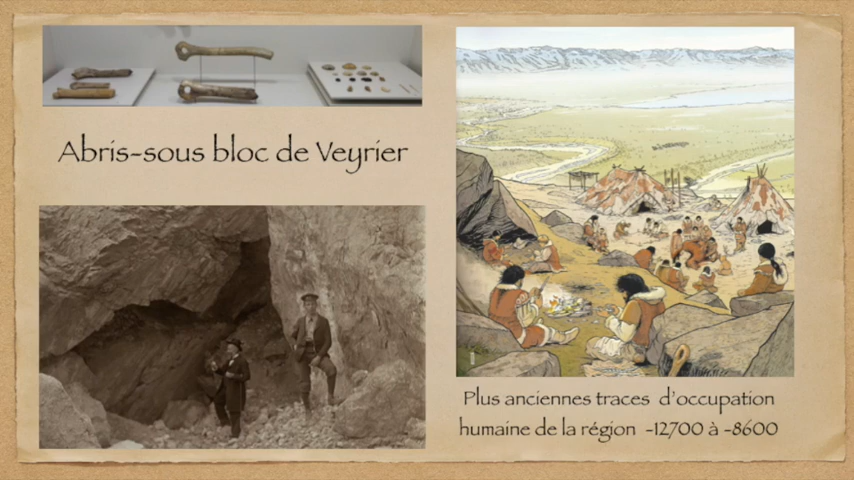 Abris-sous bloc de Veyrier
Plus anciennes traces d'occupation
humaine de la région -12700 à -8600